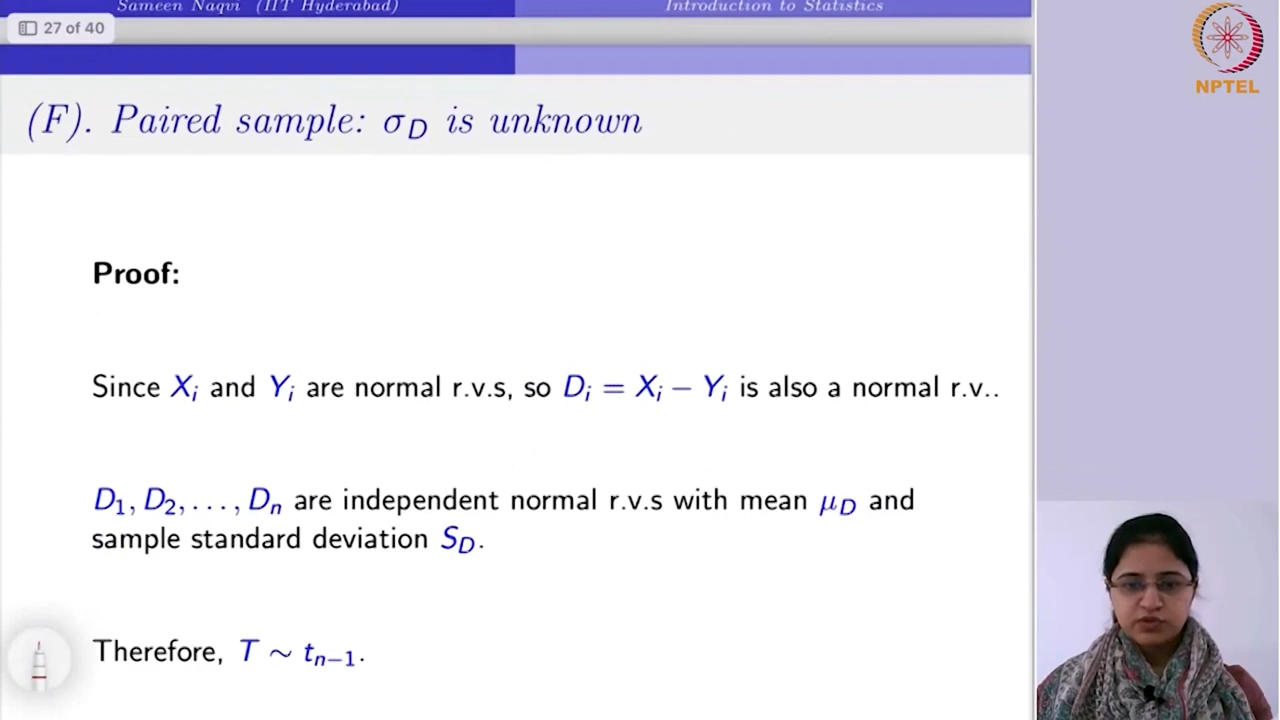 Sameen Naqvi (IIT Hyderabad) Introduction to Statistics
27 of 40
NPTEL
(F). Paired sample: σ_D is unknown
Proof:
Since X_i and Y_i are normal r.v.s, so D_i = X_i − Y_i is also a normal r.v..
D_1, D_2, . . . , D_n are independent normal r.v.s with mean μ_D and
sample standard deviation S_D.
Therefore, T ∼ t_{n−1}.